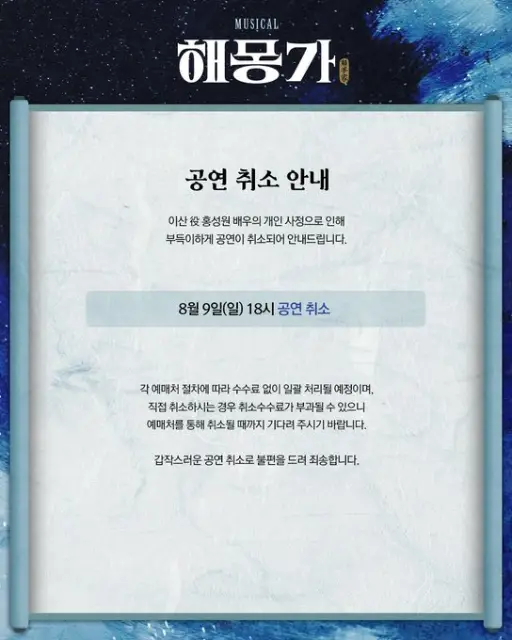 MUSICAL
해몽가
공연 취소 안내
이산 役 홍성원 배우의 개인 사정으로 인해
부득이하게 공연이 취소되어 안내드립니다.
8월 9일(일) 18시 공연 취소
각 예매처 절차에 따라 수수료 없이 일괄 처리될 예정이며,
직접 취소하시는 경우 취소수수료가 부과될 수 있으니
예매처를 통해 취소될 때까지 기다려 주시기 바랍니다.
갑작스러운 공연 취소로 불편을 드려 죄송합니다.